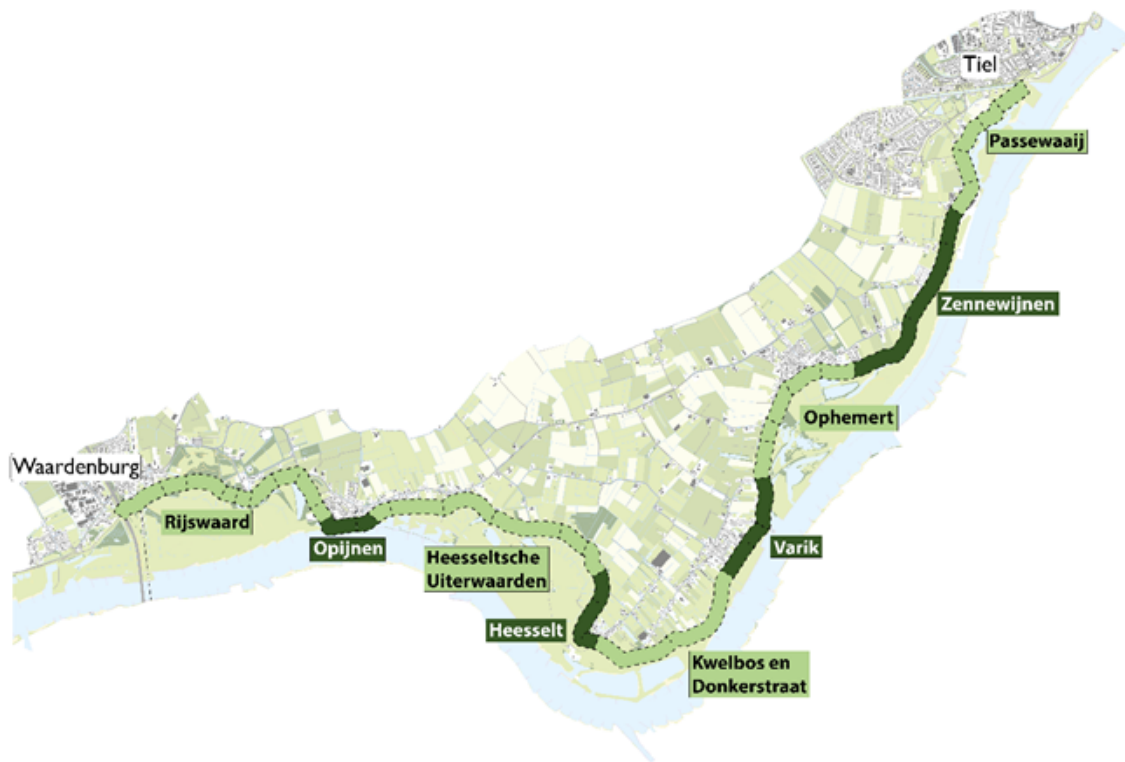 Tiel
Passewaaij
Zennewijnen
Ophemert
Waardenburg
Rijswaard
Opijnen
Heesseltsche
Uiterwaarden
Varik
Heesselt
Kwelbos en
Donkerstraat